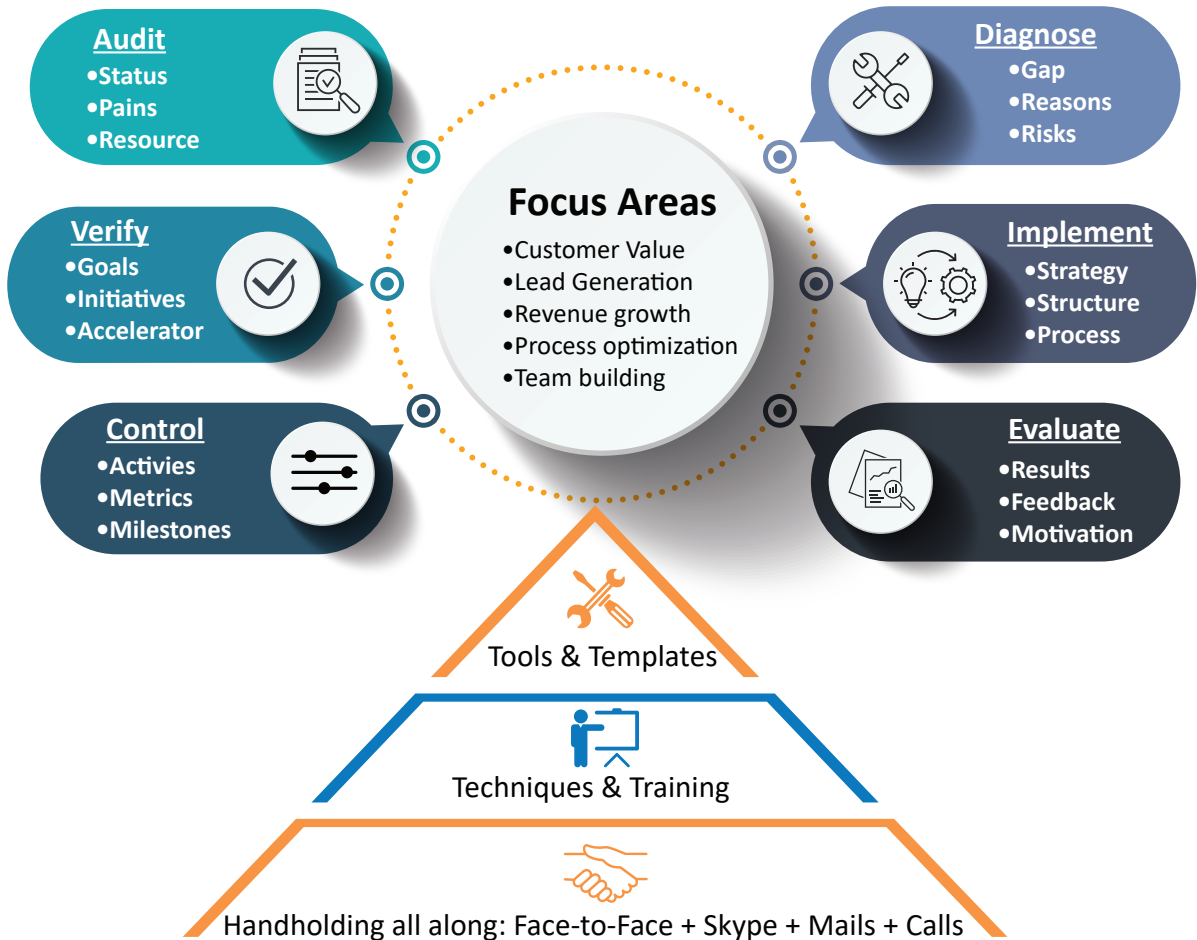 Audit
•Status
•Pains
•Resource
Diagnose
•Gap
•Reasons
•Risks
Verify
•Goals
•Initiatives
•Accelerator
Focus Areas
•Customer Value
•Lead Generation
•Revenue growth
•Process optimization
•Team building
Implement
•Strategy
•Structure
•Process
Control
•Activies
•Metrics
•Milestones
Evaluate
•Results
•Feedback
•Motivation
Tools & Templates
Techniques & Training
Handholding all along: Face-to-Face + Skype + Mails + Calls